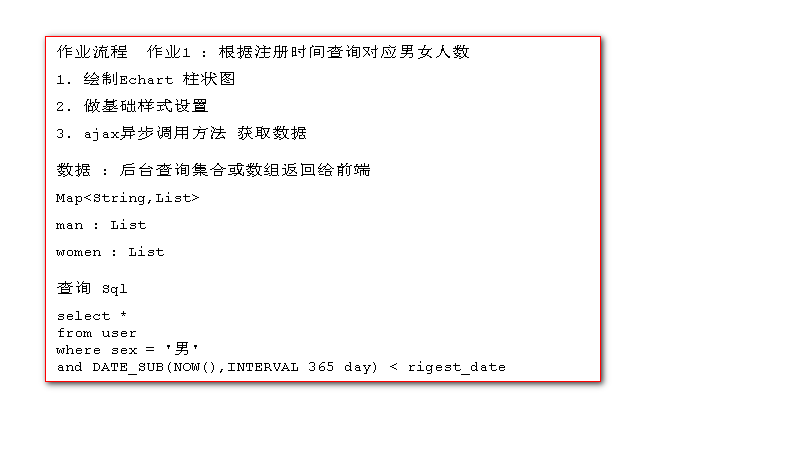 作业流程 作业1 : 根据注册时间查询对应男女人数
1. 绘制Echart 柱状图
2. 做基础样式设置
3. ajax异步调用方法 获取数据
数据 : 后台查询集合或数组返回给前端
Map<String,List>
man : List
women : List
查询 Sql
select *
from user
where sex = '男'
and DATE_SUB(NOW(),INTERVAL 365 day) < rigest_date